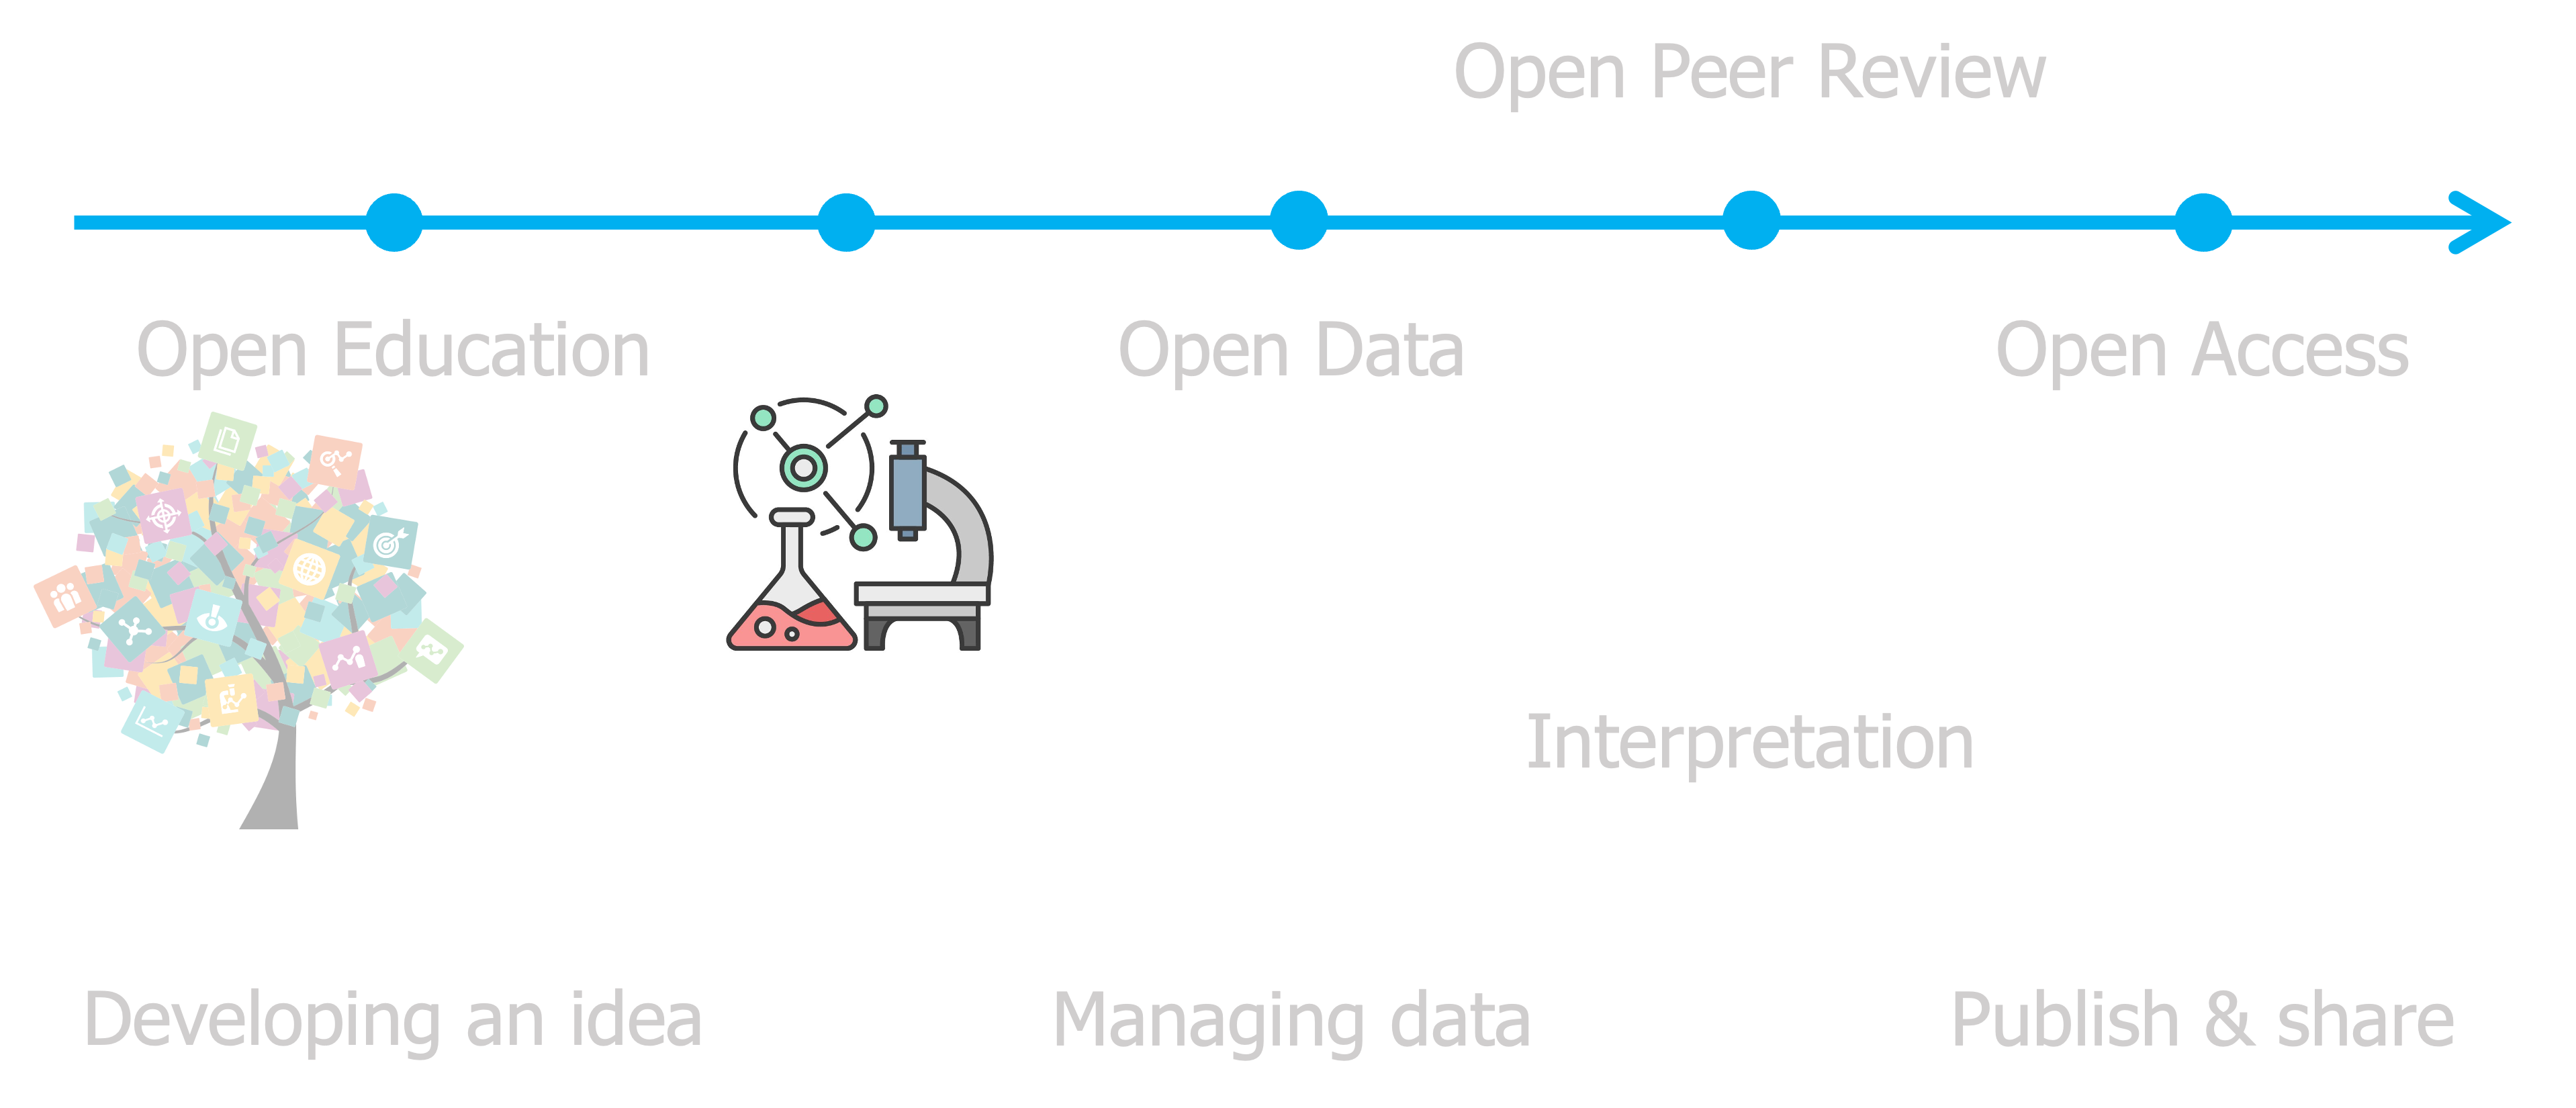 Open Peer Review
Open Education
Open Data
Open Access
Interpretation
Developing an idea
Managing data
Publish & share